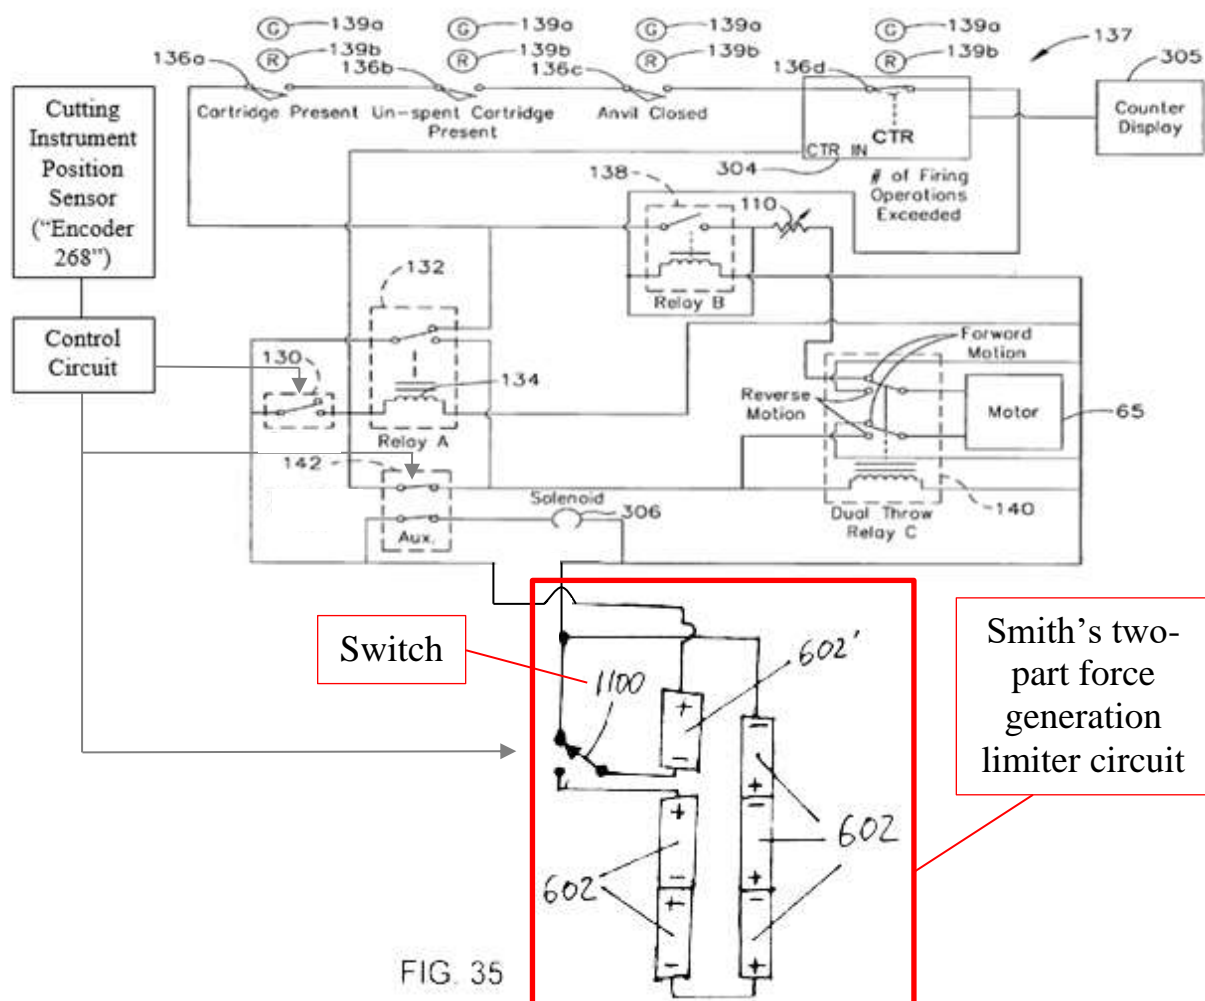 G 139a
G 139a
G 139a
G 139a
R 139b
R 139b
R 139b
R 139b
136a
136b
136c
136d
137
305
Cartridge Present
Un-spent Cartridge
Present
Anvil Closed
CTR
CTR IN
304
# of Firing
Operations
Exceeded
Counter
Display
Cutting
Instrument
Position
Sensor
(“Encoder
268”)
Control
Circuit
138
110
Relay B
132
134
Relay A
130
142
Aux.
Solenoid
306
Forward
Motion
Reverse
Motion
Motor
65
Dual Throw
Relay C
140
Switch
1100
602'
+
-
+
-
+
-
-
+
-
+
-
+
602
602
Smith’s two-
part force
generation
limiter circuit
FIG. 35